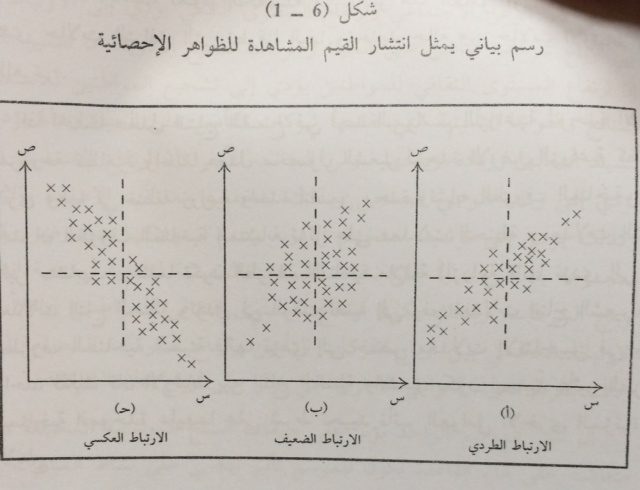 شكل (6 – 1)
رسم بياني يمثل انتشار القيم المشاهدة للظواهر الإحصائية
ص
ص
ص
س
س
س
(أ)
(ب)
(حـ)
الارتباط الطردي
الارتباط الضعيف
الارتباط العكسي